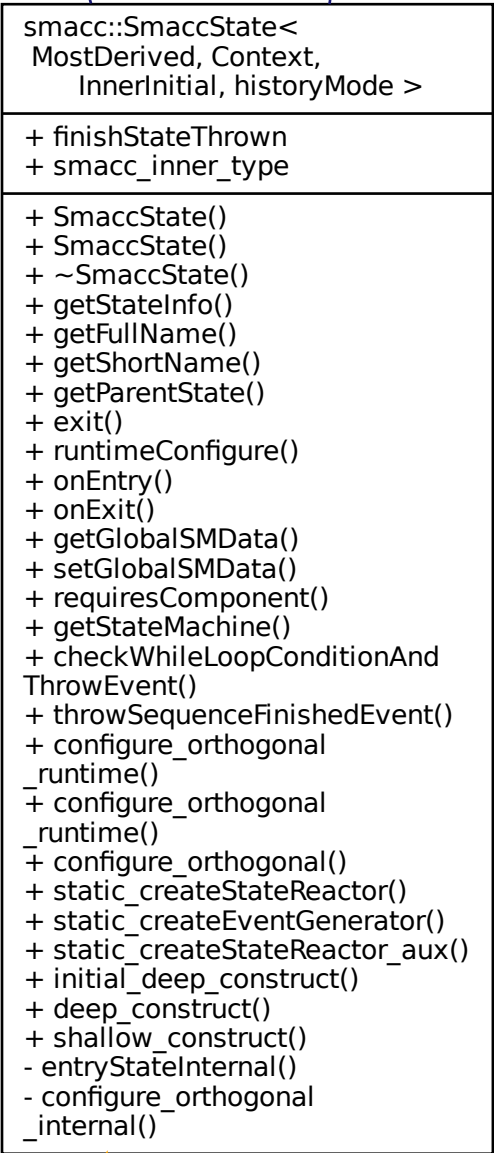 smacc::SmaccState<
MostDerived, Context,
InnerInitial, historyMode >
+ finishStateThrown
+ smacc_inner_type
+ SmaccState()
+ SmaccState()
+ ~SmaccState()
+ getStateInfo()
+ getFullName()
+ getShortName()
+ getParentState()
+ exit()
+ runtimeConfigure()
+ onEntry()
+ onExit()
+ getGlobalSMData()
+ setGlobalSMData()
+ requiresComponent()
+ getStateMachine()
+ checkWhileLoopConditionAnd
ThrowEvent()
+ throwSequenceFinishedEvent()
+ configure_orthogonal
_runtime()
+ configure_orthogonal
_runtime()
+ configure_orthogonal()
+ static_createStateReactor()
+ static_createEventGenerator()
+ static_createStateReactor_aux()
+ initial_deep_construct()
+ deep_construct()
+ shallow_construct()
- entryStateInternal()
- configure_orthogonal
_internal()